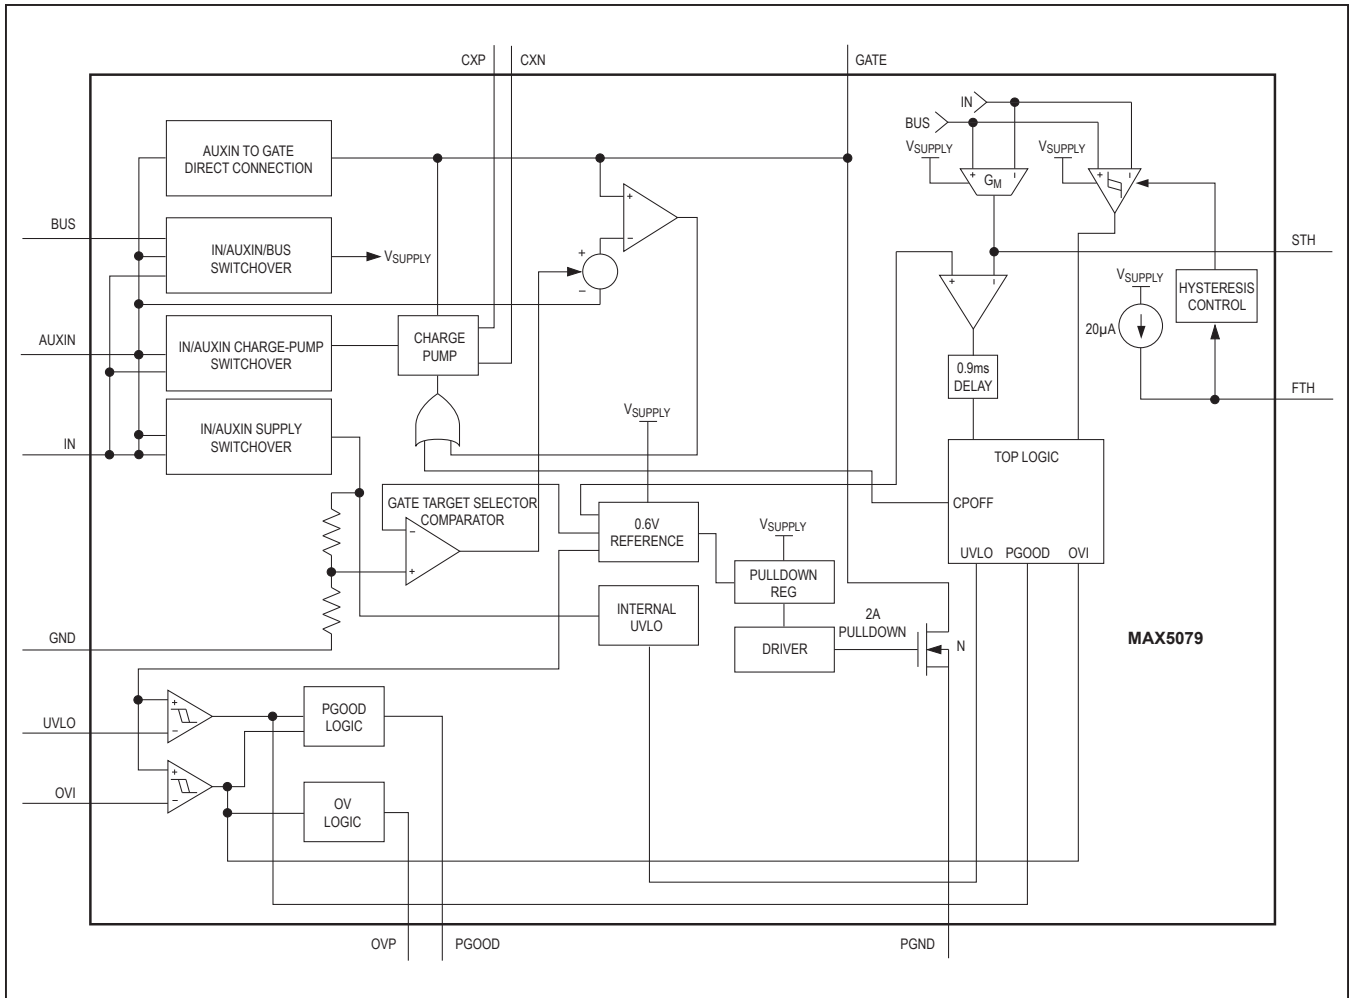 CXP
CXN
GATE
IN
BUS
VSUPPLY
VSUPPLY
AUXIN TO GATE
DIRECT CONNECTION
+
−
GM
+
−
+
−
BUS
IN/AUXIN/BUS
SWITCHOVER
VSUPPLY
+
−
STH
+
−
VSUPPLY
HYSTERESIS
CONTROL
20µA
AUXIN
IN/AUXIN CHARGE-PUMP
SWITCHOVER
CHARGE
PUMP
0.9ms
DELAY
FTH
IN
IN/AUXIN SUPPLY
SWITCHOVER
VSUPPLY
TOP LOGIC
CPOFF
UVLO
PGOOD
OVI
GATE TARGET SELECTOR
COMPARATOR
−
+
0.6V
REFERENCE
VSUPPLY
PULLDOWN
REG
INTERNAL
UVLO
2A
PULLDOWN
DRIVER
N
MAX5079
GND
UVLO
+
−
PGOOD
LOGIC
OVI
+
−
OV
LOGIC
OVP
PGOOD
PGND